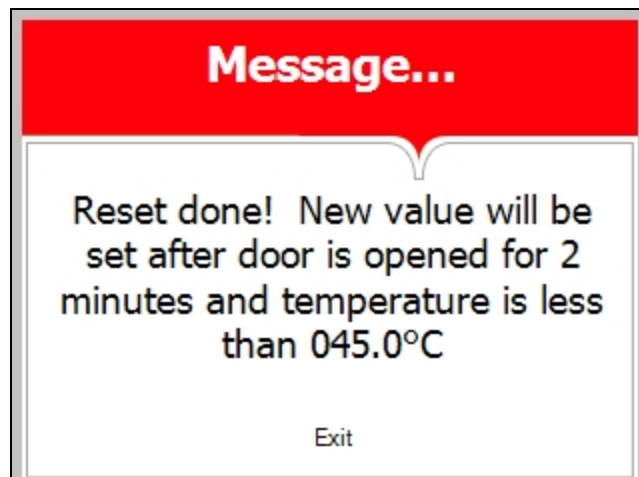 Message...
Reset done!  New value will be
set after door is opened for 2
minutes and temperature is less
than 045.0°C
Exit